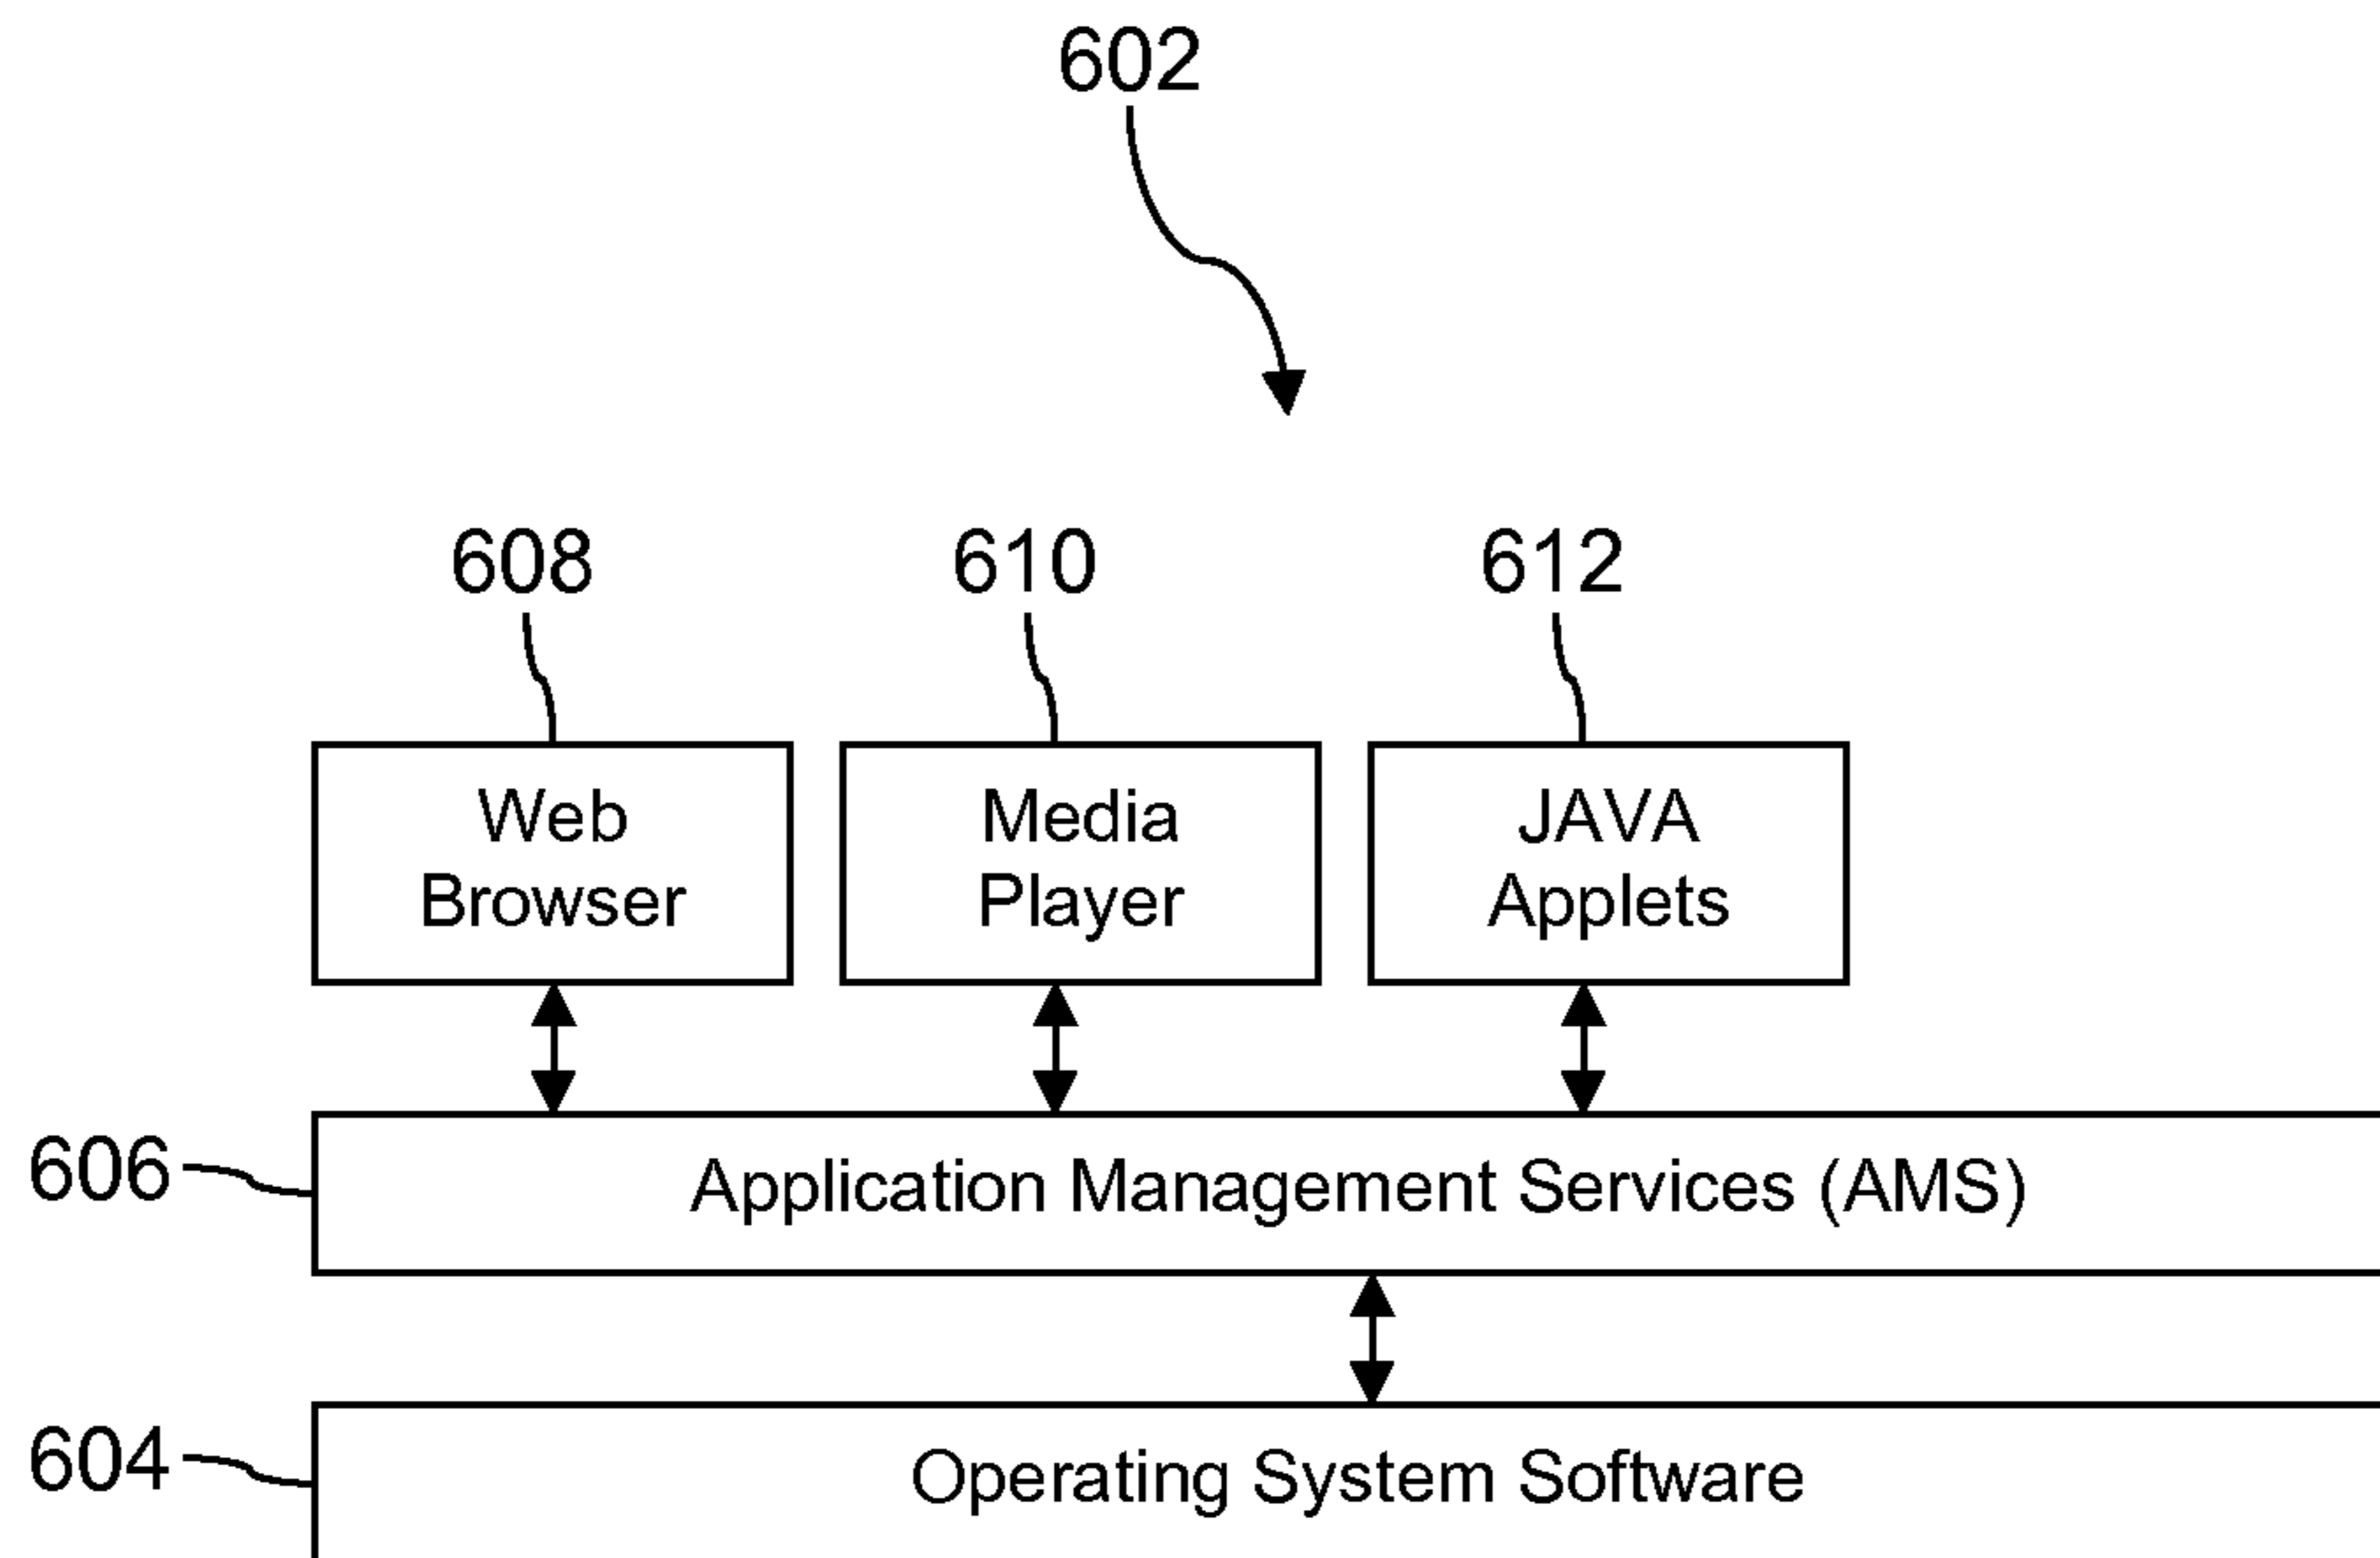 602
608
610
612
Web
Browser
Media
Player
JAVA
Applets
606
Application Management Services (AMS)
604
Operating System Software